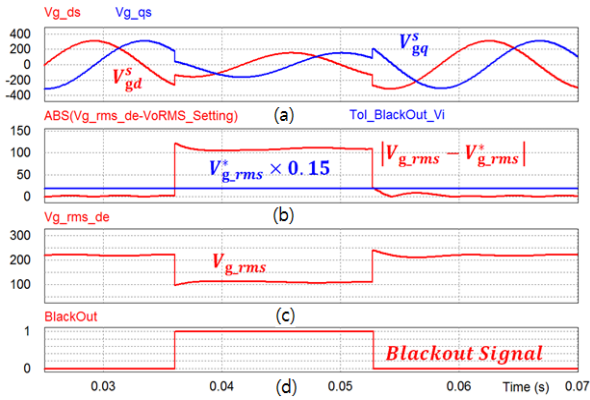 Vg_ds Vg_qs
400
200
0
-200
-400
V^s_gd
V^s_gq
(a)
ABS(Vg_rms_de-VoRMS_Setting) Tol_BlackOut_Vi
150
100
50
0
V*_g_rms × 0.15
|V_g_rms − V*_g_rms|
(b)
Vg_rms_de
300
200
100
V_g_rms
(c)
BlackOut
1
0
Blackout Signal
0.03 0.04 0.05 0.06 Time (s) 0.07
(d)